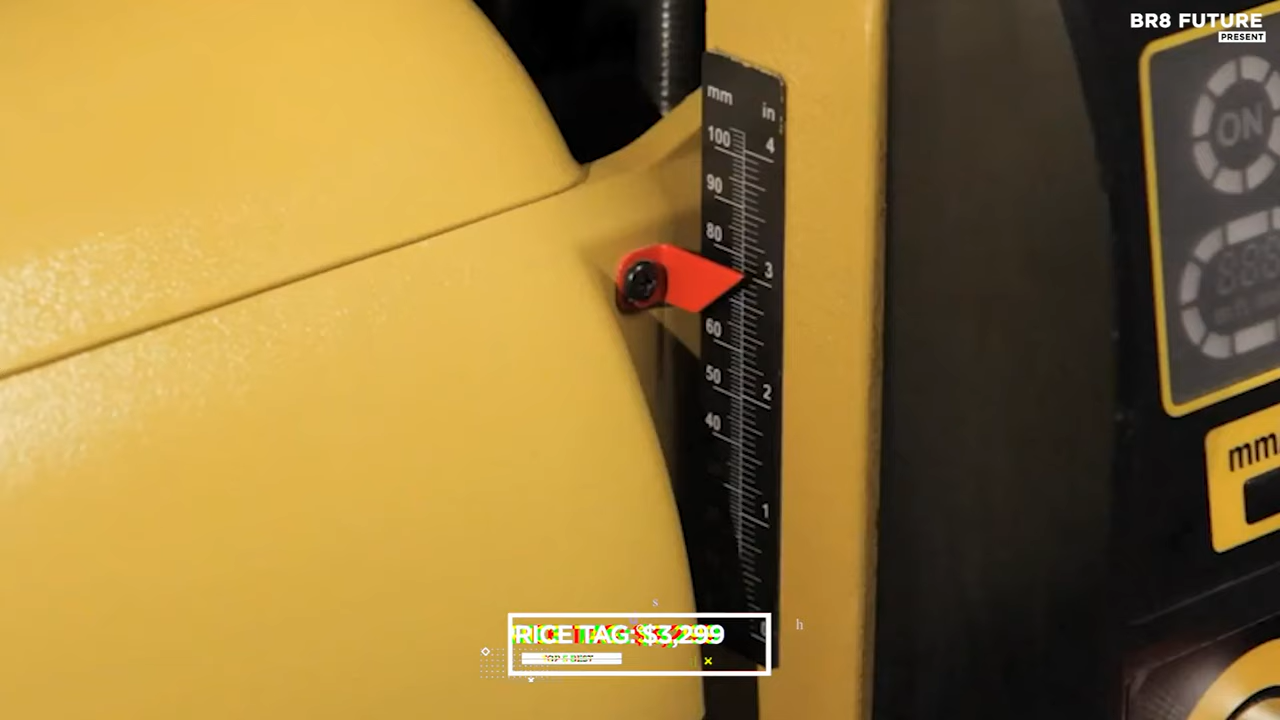 BR8 FUTURE
PRESENT
mm in
100 4
90
80
3
60
50
2
40
1
ON
mm
RICE TAG: $3,299
s
h